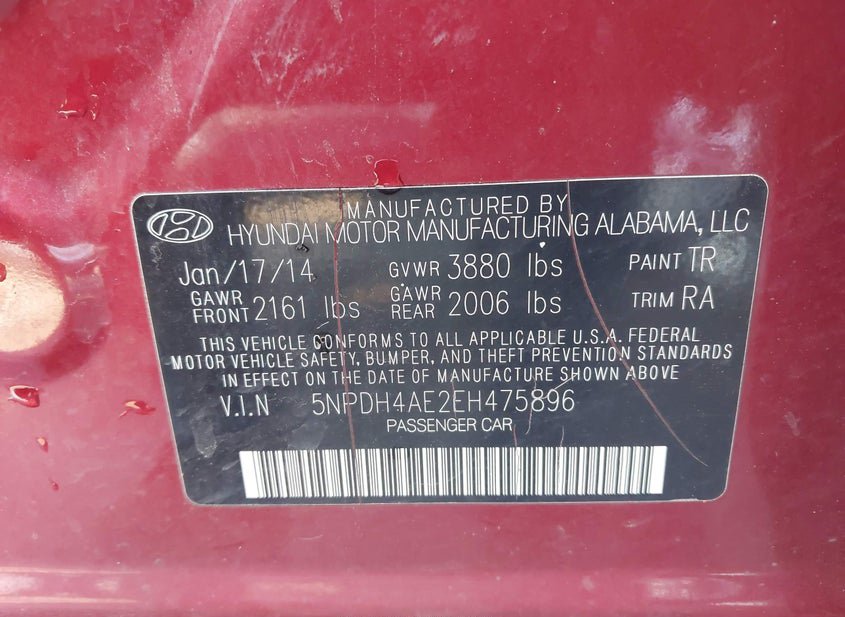 MANUFACTURED BY
HYUNDAI MOTOR MANUFACTURING ALABAMA, LLC
Jan/17/14 GVWR 3880 lbs PAINT TR
GAWR FRONT 2161 lbs GAWR REAR 2006 lbs TRIM RA
THIS VEHICLE CONFORMS TO ALL APPLICABLE U.S.A. FEDERAL
MOTOR VEHICLE SAFETY, BUMPER, AND THEFT PREVENTION STANDARDS
IN EFFECT ON THE DATE OF MANUFACTURE SHOWN ABOVE
V.I.N 5NPDH4AE2EH475896
PASSENGER CAR